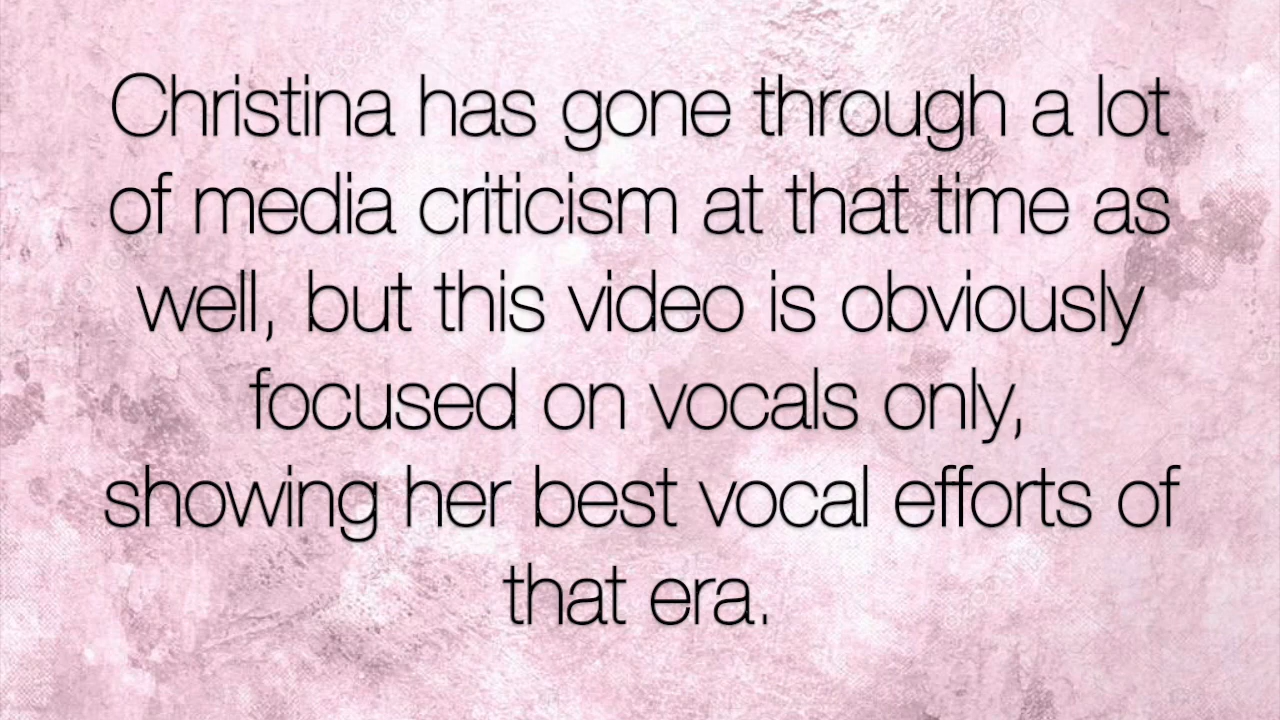 Christina has gone through a lot
of media criticism at that time as
well, but this video is obviously
focused on vocals only,
showing her best vocal efforts of
that era.